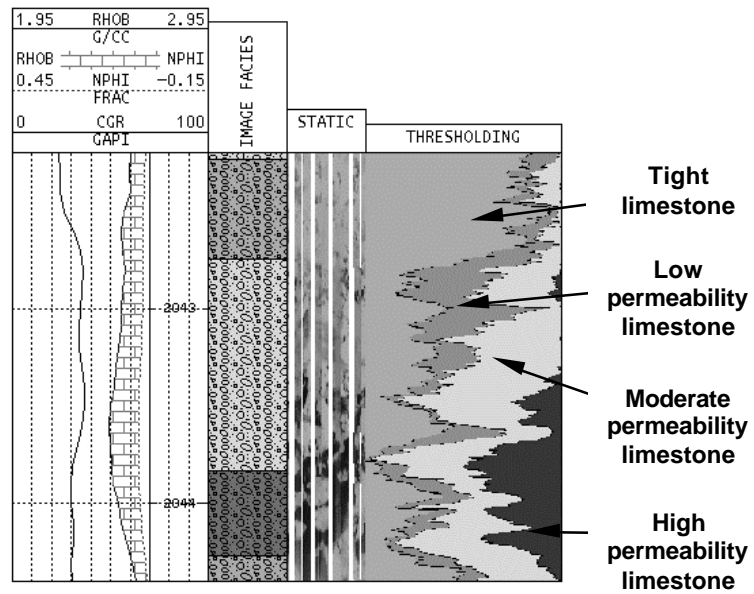 1.95 RHOB 2.95
G/CC
RHOB NPHI
0.45 NPHI -0.15
FRAC
0 CGR 100
GAPI
IMAGE FACIES
STATIC
THRESHOLDING
2043
2044
Tight
limestone
Low
permeability
limestone
Moderate
permeability
limestone
High
permeability
limestone